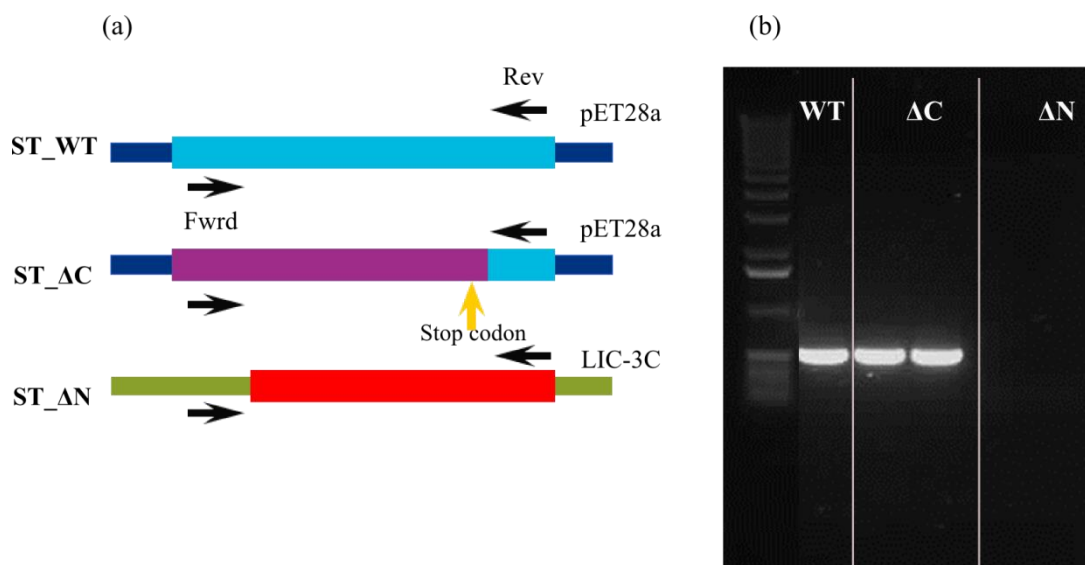 (a)
Rev
pET28a
ST_WT
Fwrd
pET28a
ST_ΔC
Stop codon
LIC-3C
ST_ΔN
(b)
WT ΔC ΔN